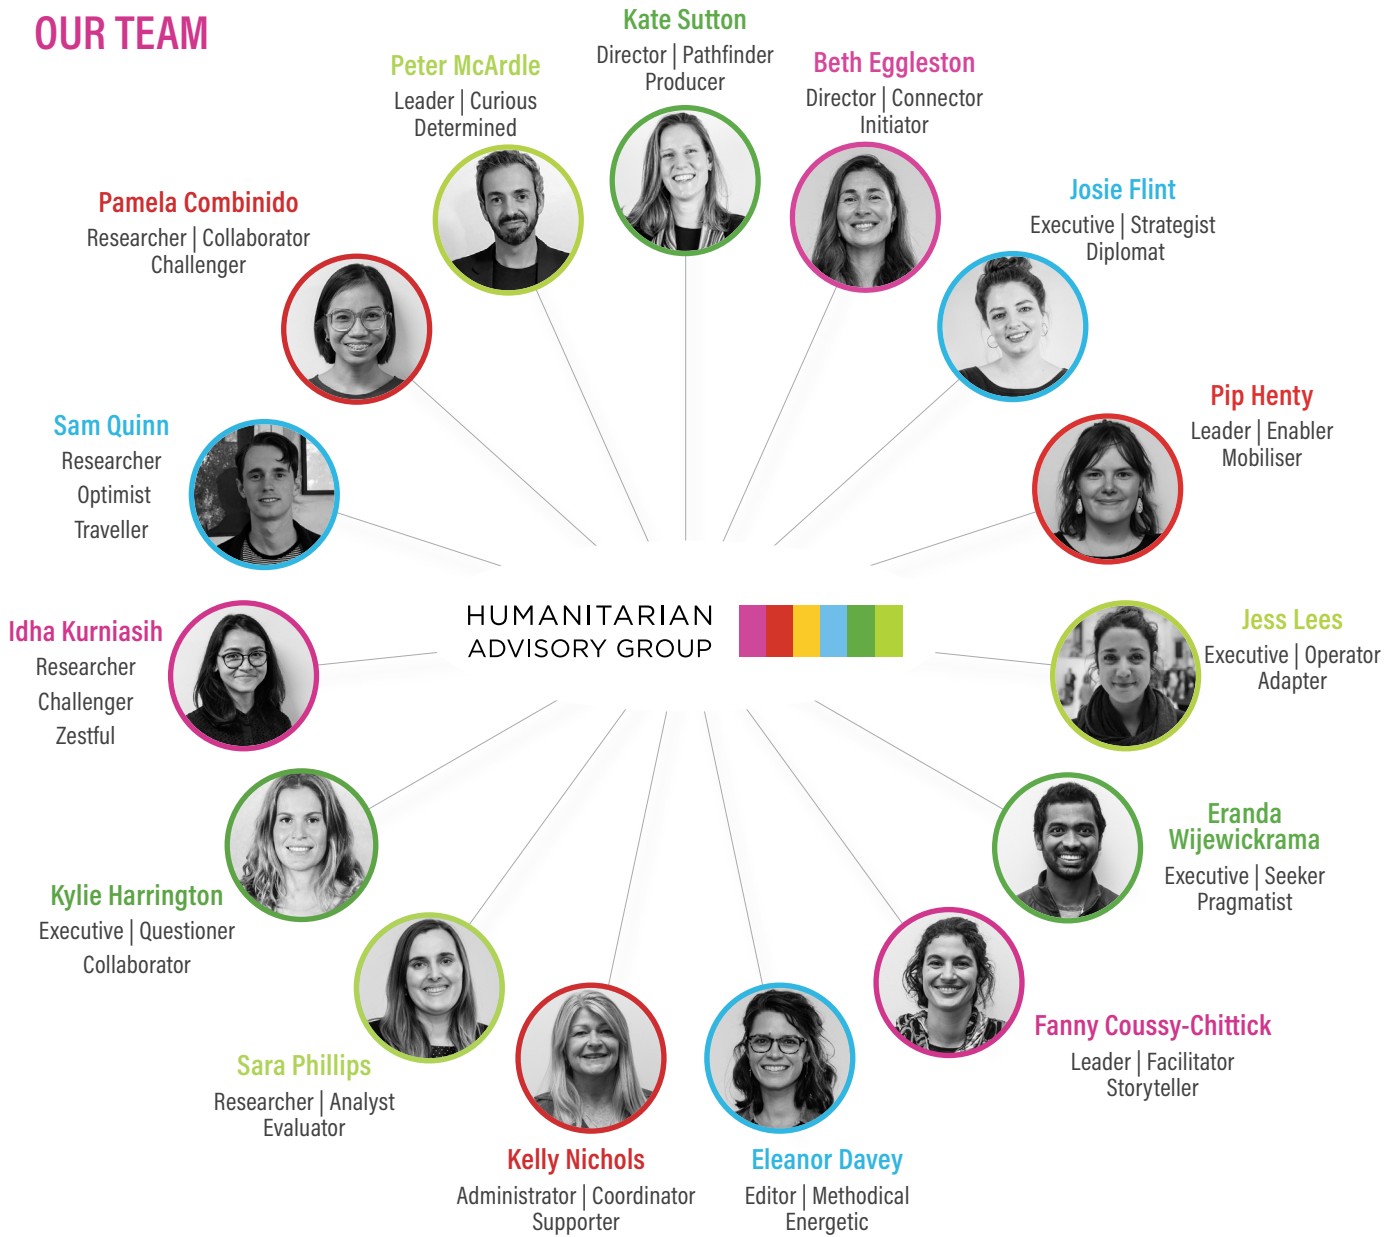 OUR TEAM
Kate Sutton
Director | Pathfinder
Producer
Beth Eggleston
Director | Connector
Initiator
Josie Flint
Executive | Strategist
Diplomat
Pip Henty
Leader | Enabler
Mobiliser
Jess Lees
Executive | Operator
Adapter
Eranda
Wijewickrama
Executive | Seeker
Pragmatist
Fanny Coussy-Chittick
Leader | Facilitator
Storyteller
Eleanor Davey
Editor | Methodical
Energetic
Kelly Nichols
Administrator | Coordinator
Supporter
Sara Phillips
Researcher | Analyst
Evaluator
Kylie Harrington
Executive | Questioner
Collaborator
Idha Kurniasih
Researcher
Challenger
Zestful
Sam Quinn
Researcher
Optimist
Traveller
Pamela Combinido
Researcher | Collaborator
Challenger
Peter McArdle
Leader | Curious
Determined
HUMANITARIAN
ADVISORY GROUP